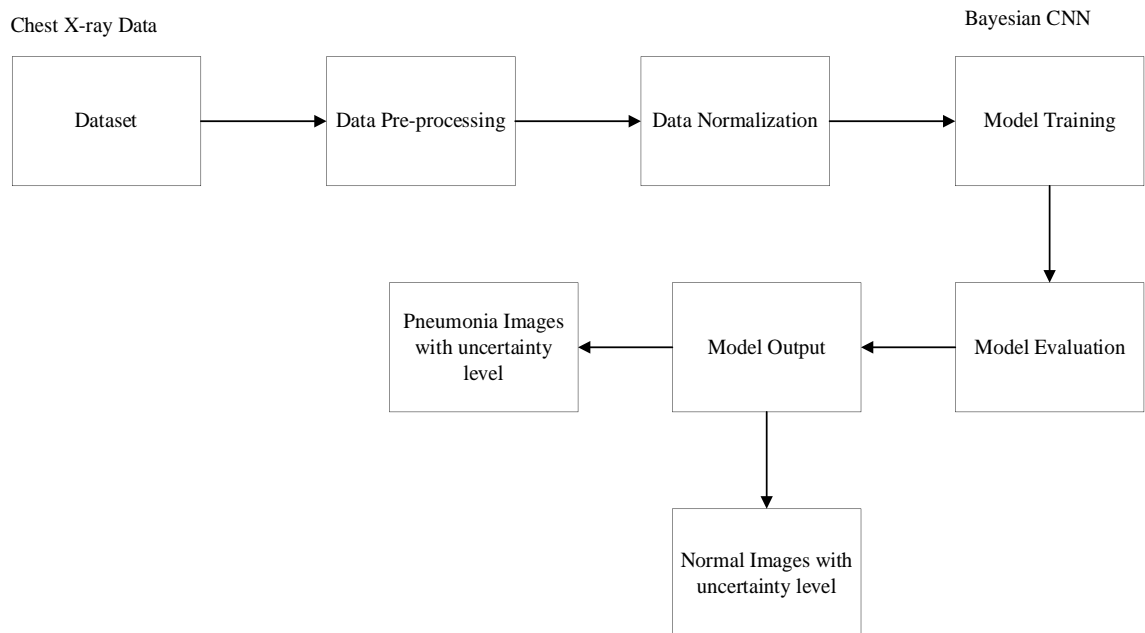 Chest X-ray Data
Bayesian CNN
Dataset
Data Pre-processing
Data Normalization
Model Training
Pneumonia Images
with uncertainty
level
Model Output
Model Evaluation
Normal Images with
uncertainty level